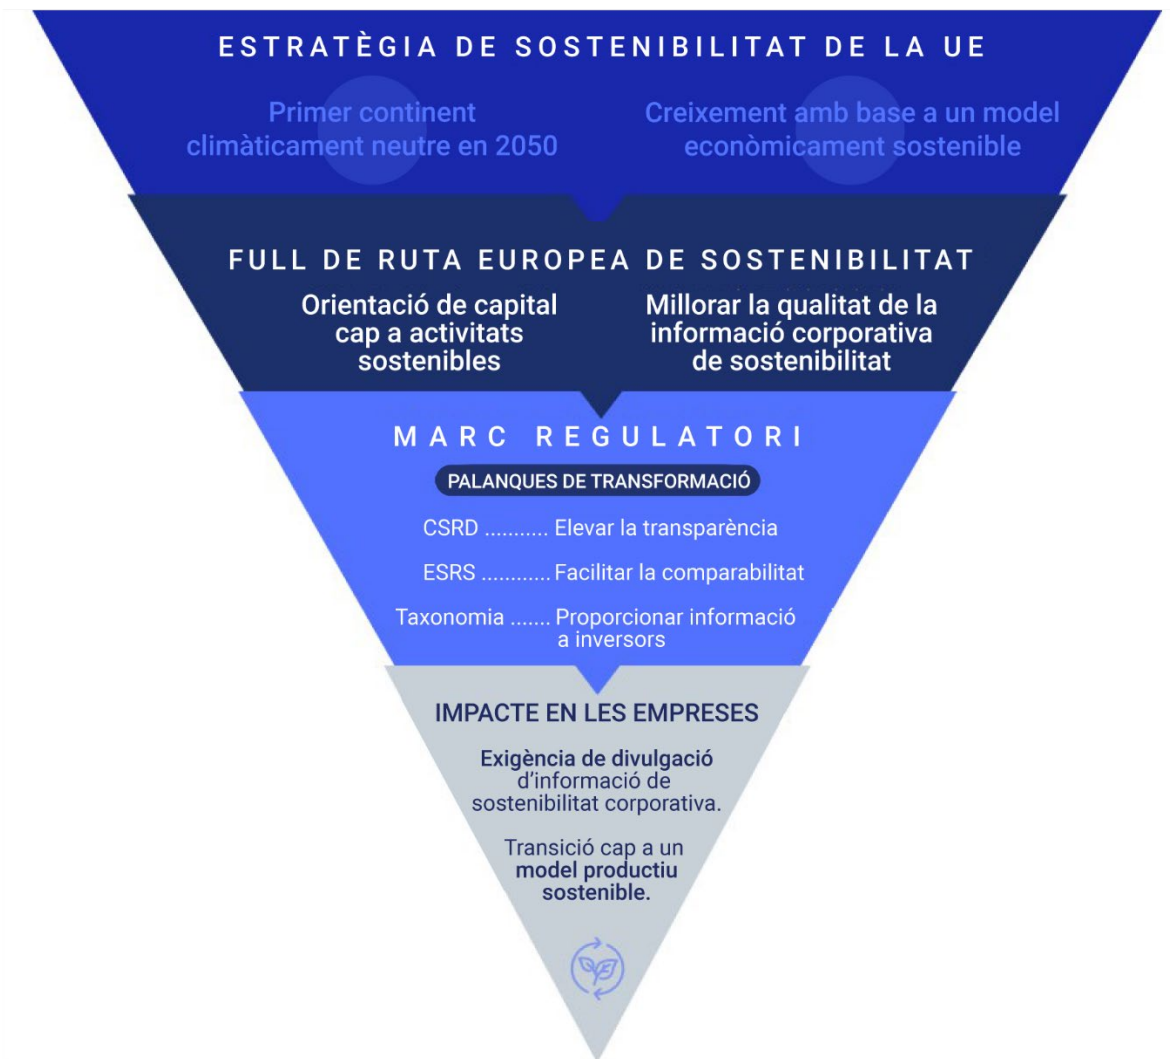 ESTRATÈGIA DE SOSTENIBILITAT DE LA UE
Primer continent
climàticament neutre en 2050
Creixement amb base a un model
econòmicament sostenible
FULL DE RUTA EUROPEA DE SOSTENIBILITAT
Orientació de capital
cap a activitats
sostenibles
Millorar la qualitat de la
informació corporativa
de sostenibilitat
MARC REGULATORI
PALANQUES DE TRANSFORMACIÓ
CSRD ........... Elevar la transparència
ESRS ............ Facilitar la comparabilitat
Taxonomia ....... Proporcionar informació
a inversors
IMPACTE EN LES EMPRESES
Exigència de divulgació
d'informació de
sostenibilitat corporativa.
Transició cap a un
model productiu
sostenible.